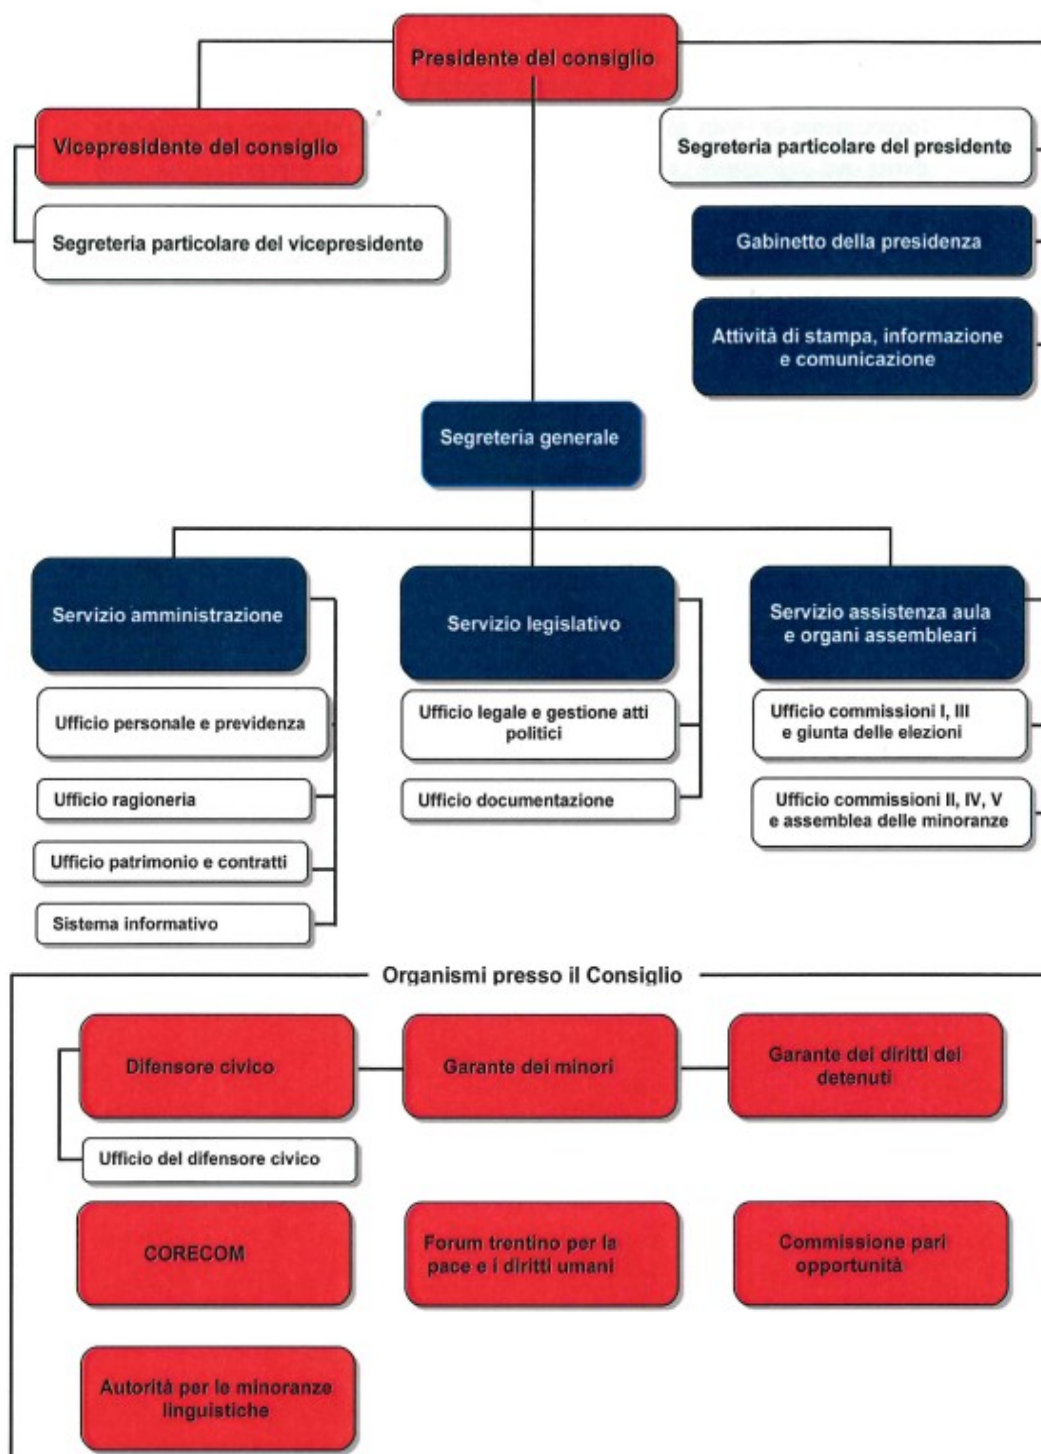 Presidente del consiglio
Vicepresidente del consiglio
Segreteria particolare del presidente
Segreteria particolare del vicepresidente
Gabinetto della presidenza
Attività di stampa, informazione
e comunicazione
Segreteria generale
Servizio amministrazione
Servizio legislativo
Servizio assistenza aula
e organi assembleari
Ufficio personale e previdenza
Ufficio ragioneria
Ufficio patrimonio e contratti
Sistema informativo
Ufficio legale e gestione atti
politici
Ufficio documentazione
Ufficio commissioni I, III
e giunta delle elezioni
Ufficio commissioni II, IV, V
e assemblea delle minoranze
Organismi presso il Consiglio
Difensore civico
Garante dei minori
Garante dei diritti dei
detenuti
Ufficio del difensore civico
CORECOM
Forum trentino per la
pace e i diritti umani
Commissione pari
opportunità
Autorità per le minoranze
linguistiche